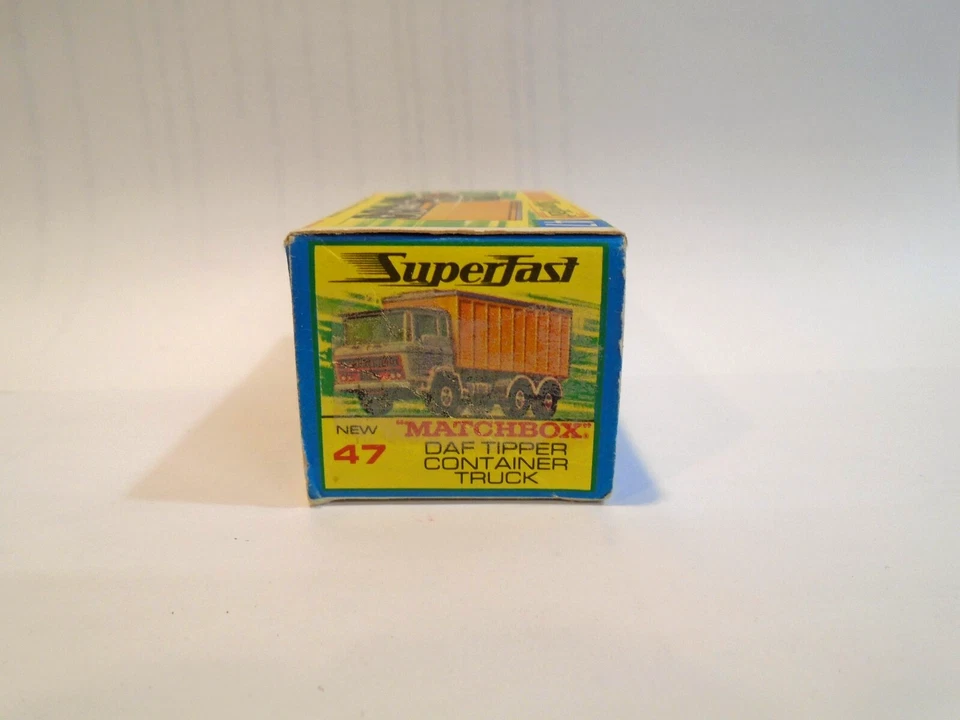 Superfast
NEW "MATCHBOX"
47 DAF TIPPER
CONTAINER
TRUCK